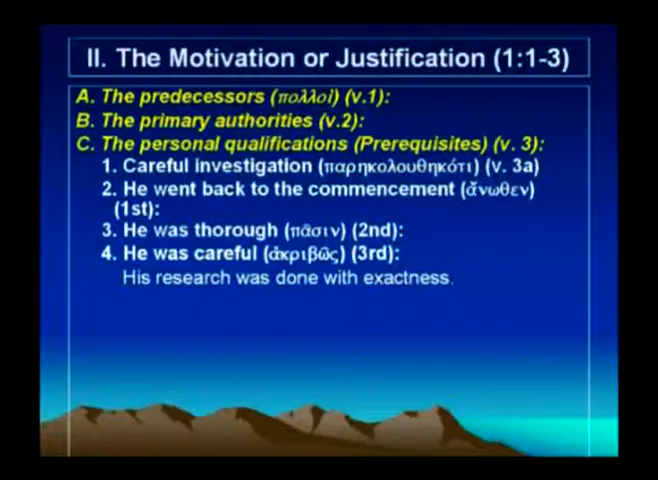 II. The Motivation or Justification (1:1-3)
A. The predecessors (πολλοὶ) (v.1):
B. The primary authorities (v.2):
C. The personal qualifications (Prerequisites) (v. 3):
1. Careful investigation (παρηκολουθηκότι) (v. 3a)
2. He went back to the commencement (ἄνωθεν)
(1st):
3. He was thorough (πᾶσιν) (2nd):
4. He was careful (ἀκριβῶς) (3rd):
His research was done with exactness.